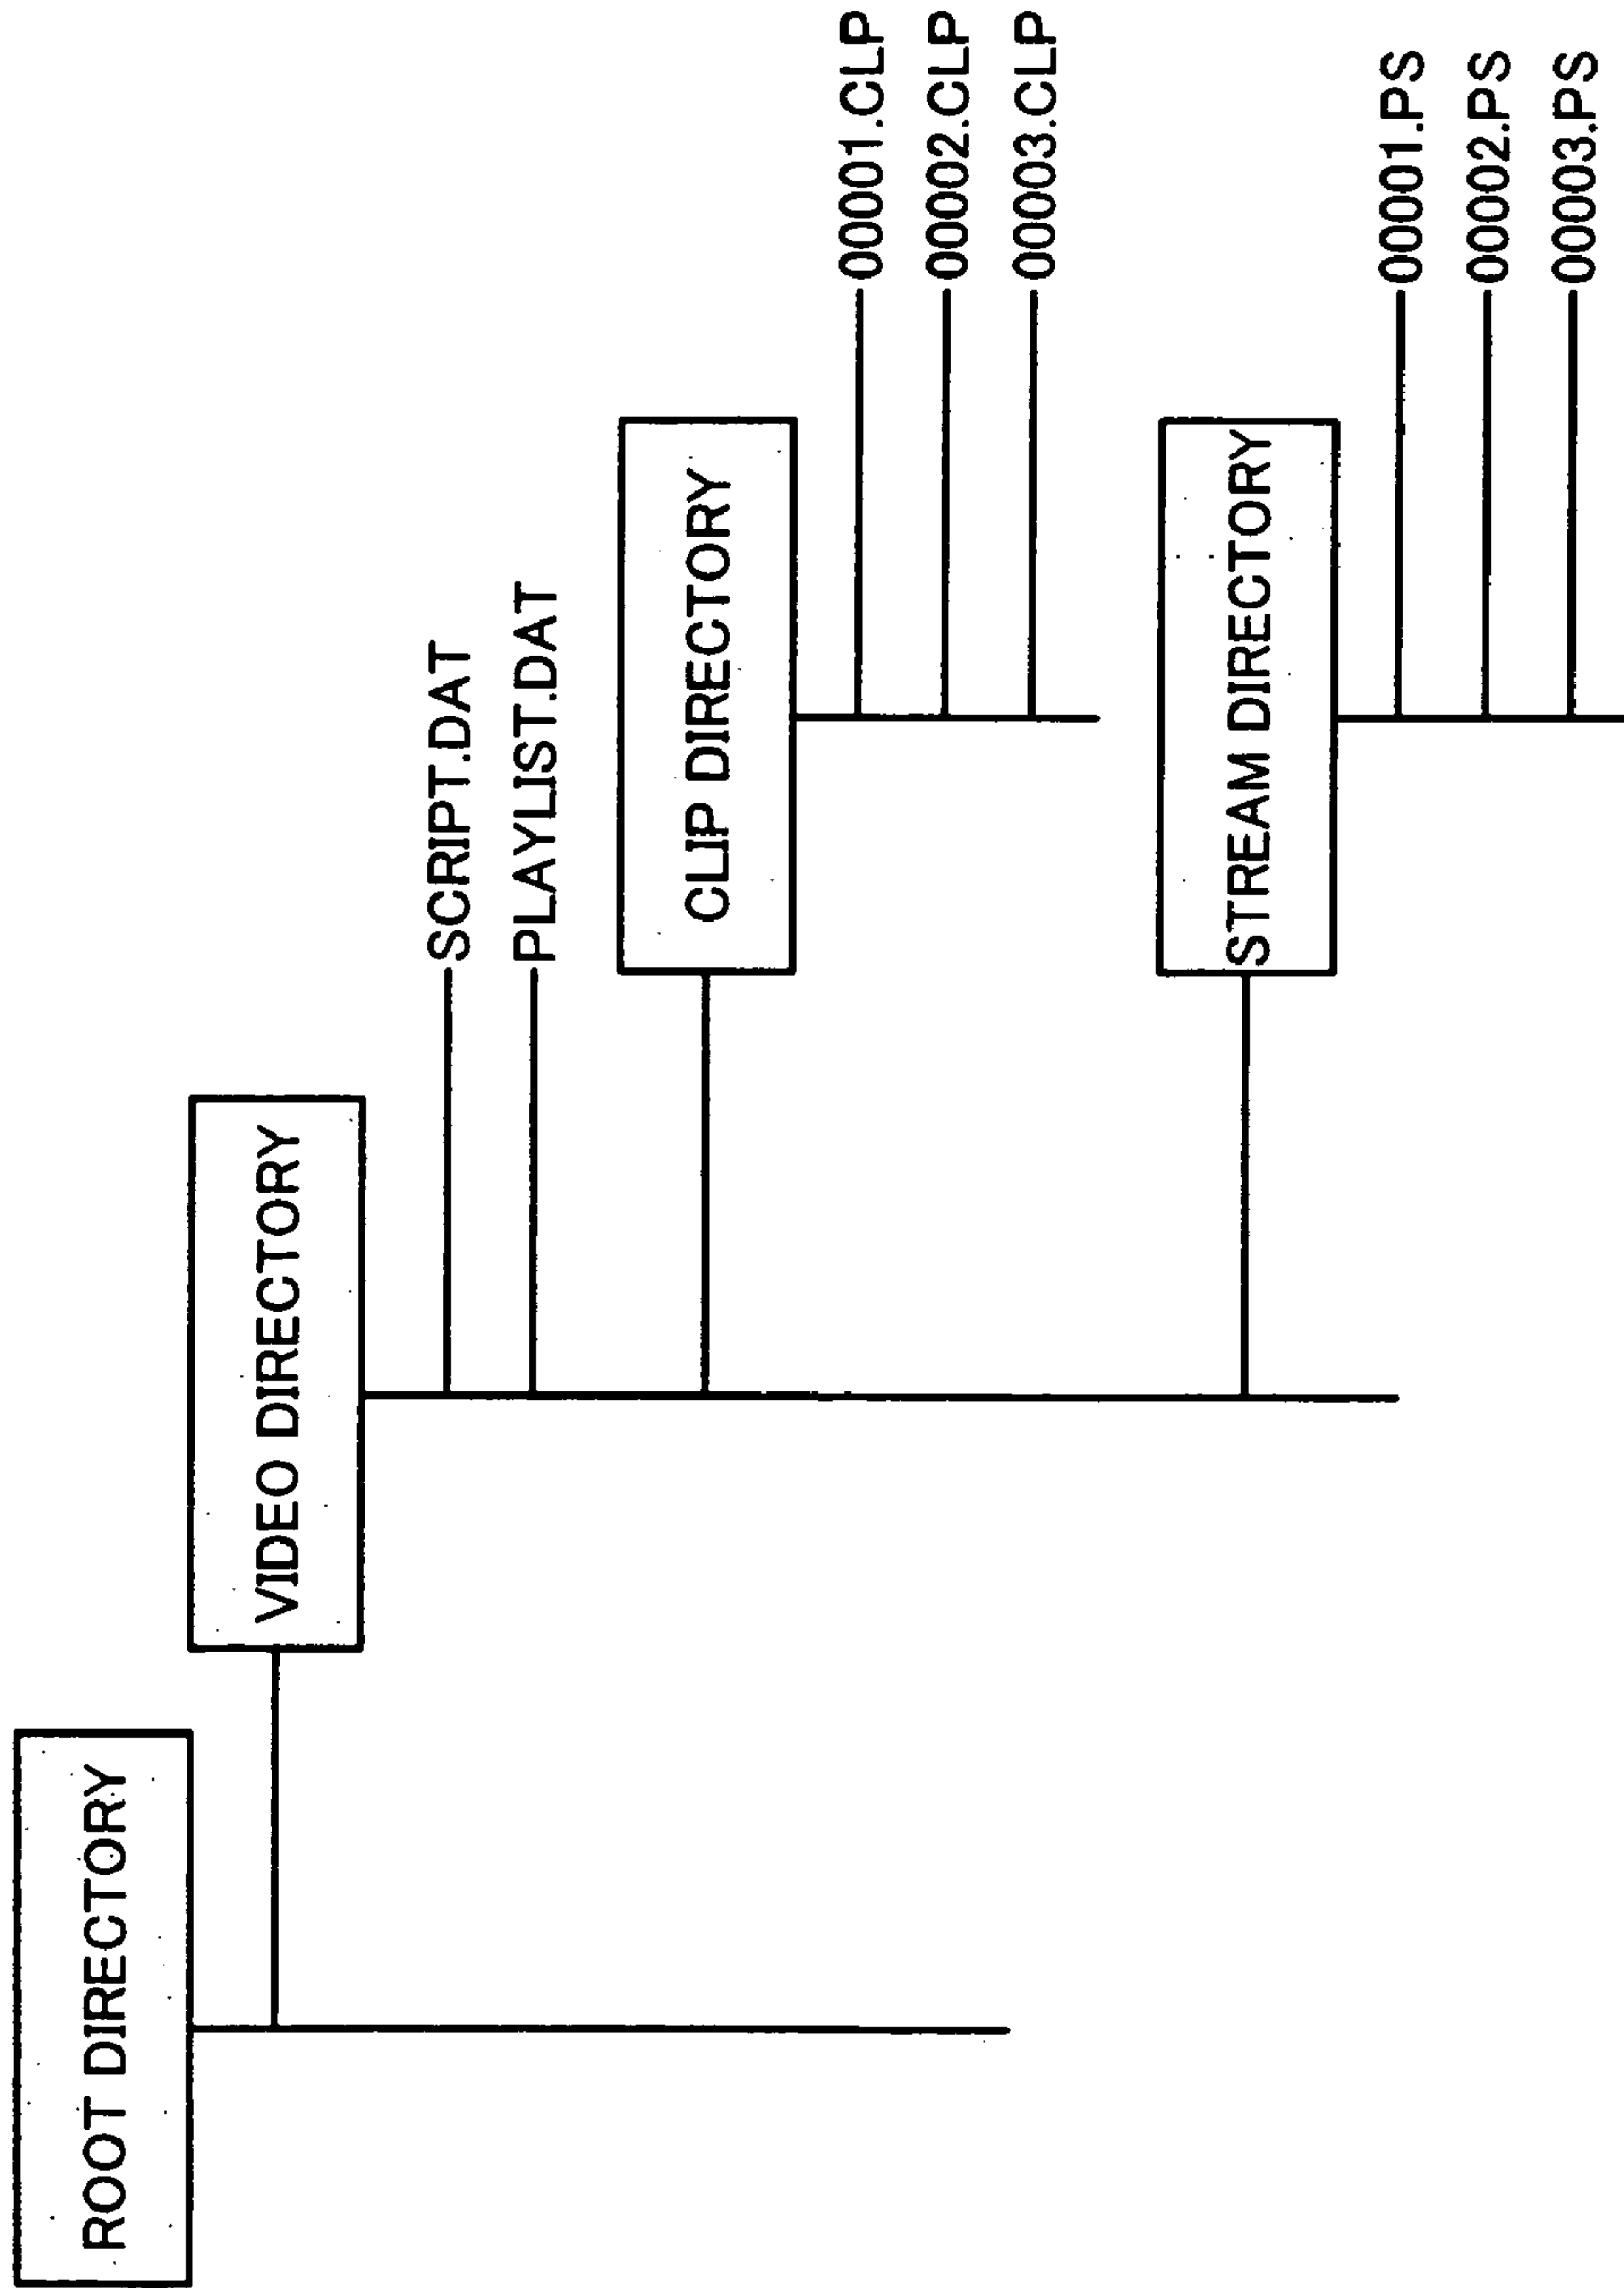 ROOT DIRECTORY
VIDEO DIRECTORY
SCRIPT.DAT
PLAYLIST.DAT
CLIP DIRECTORY
00001.CLP
00002.CLP
00003.CLP
STREAM DIRECTORY
00001.PS
00002.PS
00003.PS